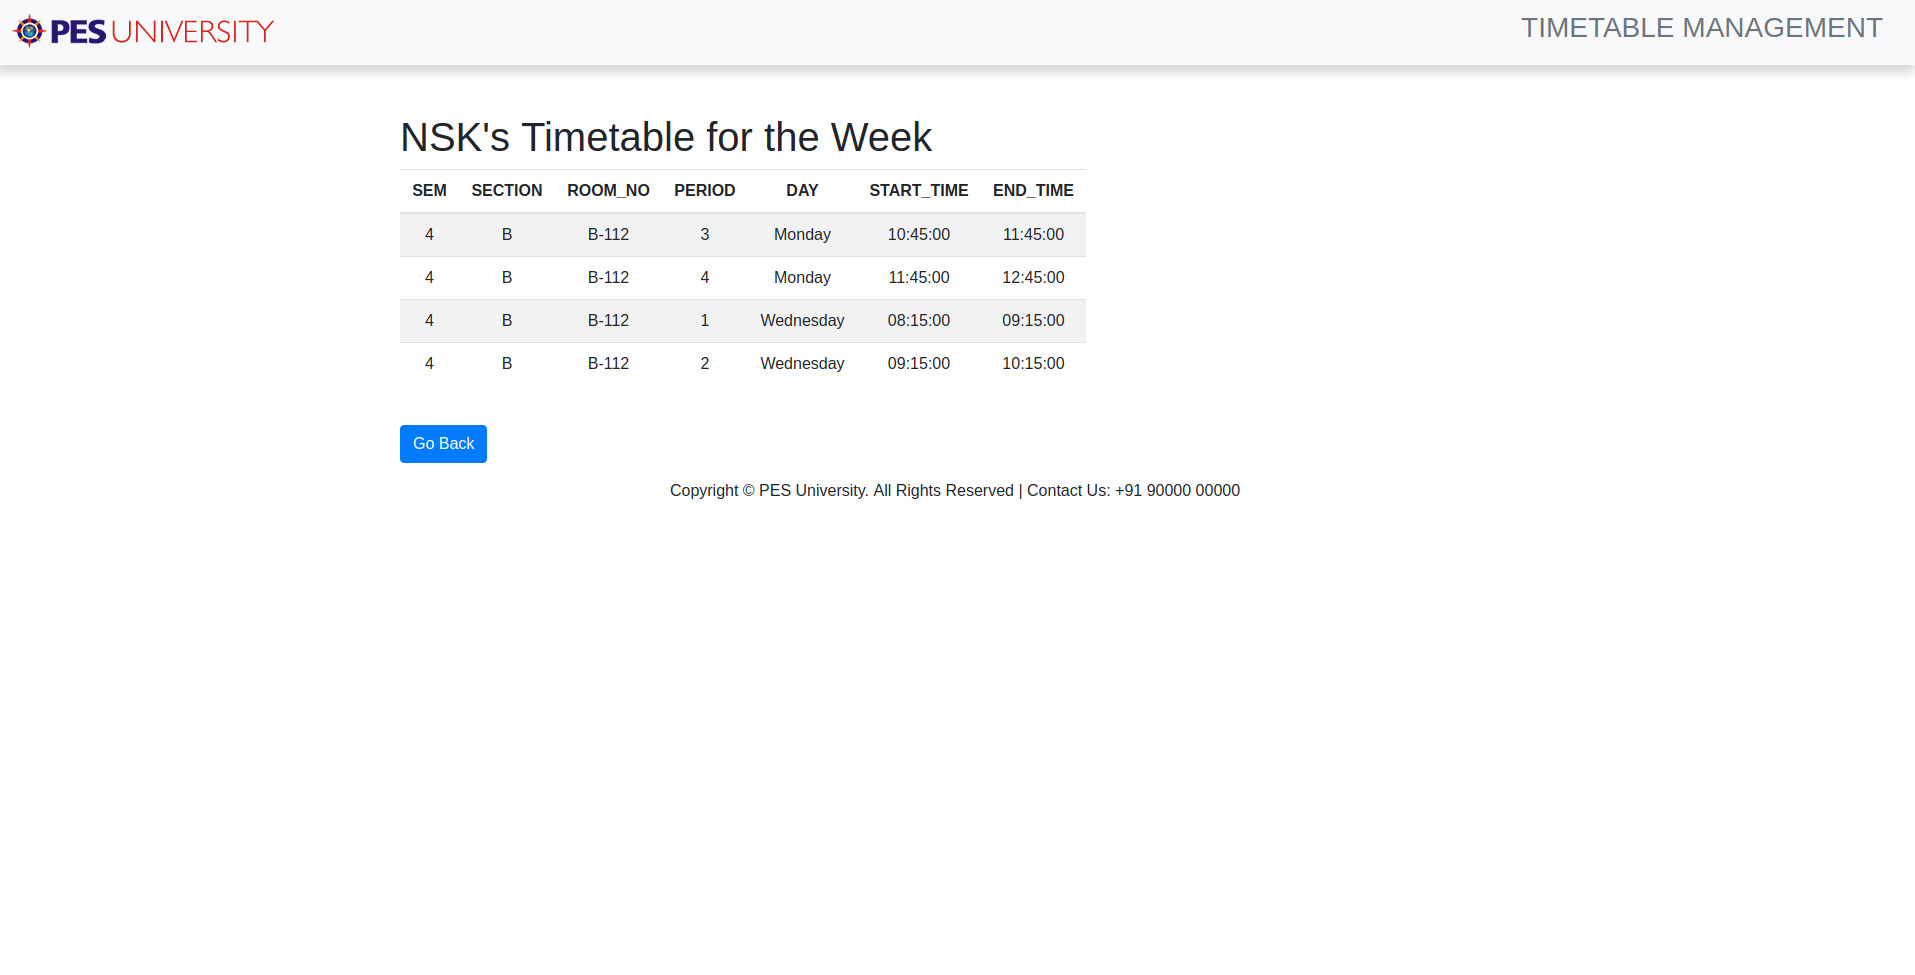 PES UNIVERSITY
TIMETABLE MANAGEMENT
NSK's Timetable for the Week
SEM SECTION ROOM_NO PERIOD DAY START_TIME END_TIME
4 B B-112 3 Monday 10:45:00 11:45:00
4 B B-112 4 Monday 11:45:00 12:45:00
4 B B-112 1 Wednesday 08:15:00 09:15:00
4 B B-112 2 Wednesday 09:15:00 10:15:00
Go Back
Copyright © PES University. All Rights Reserved | Contact Us: +91 90000 00000